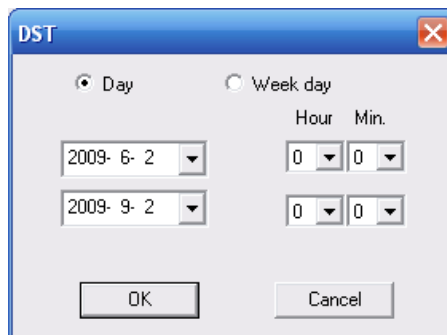 DST
Day Week day
Hour Min.
2009- 6- 2 0 0
2009- 9- 2 0 0
OK Cancel